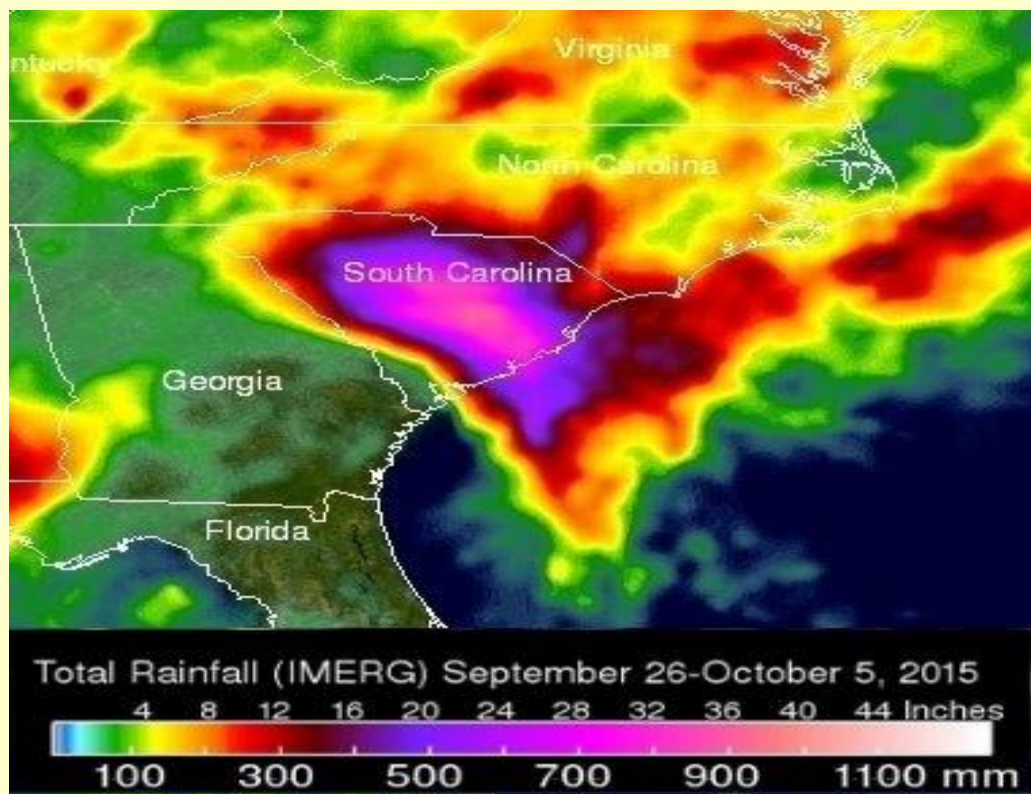 Virginia
ntucky
North Carolina
South Carolina
Georgia
Florida
Total Rainfall (IMERG) September 26-October 5, 2015
4 8 12 16 20 24 28 32 36 40 44 Inches
100 300 500 700 900 1100 mm